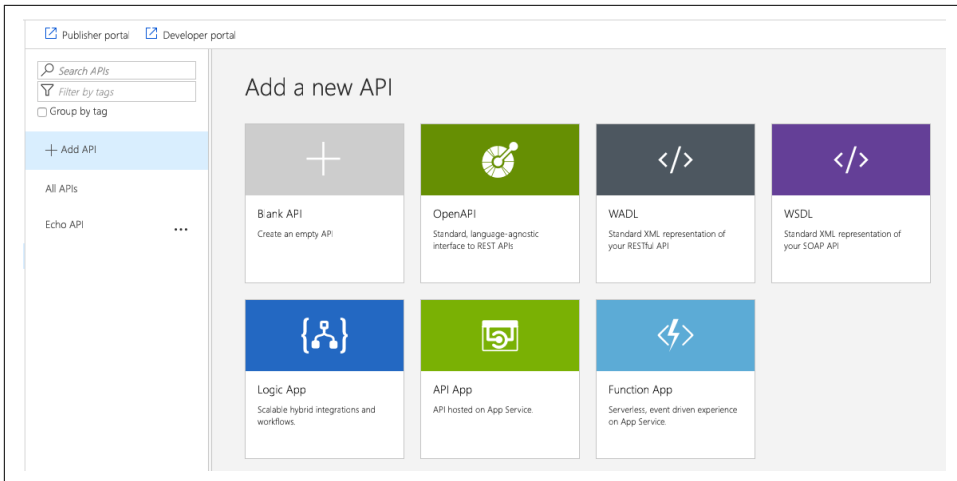 Publisher portal Developer portal
Search APIs
Filter by tags
Group by tag
+ Add API
All APIs
Echo API ...
Add a new API
Blank API
Create an empty API
OpenAPI
Standard, language-agnostic
interface to REST APIs
</>
WADL
Standard XML representation of
your RESTful API
</>
WSDL
Standard XML representation of
your SOAP API
Logic App
Scalable hybrid integrations and
workflows.
API App
API hosted on App Service.
Function App
Serverless, event driven experience
on App Service.